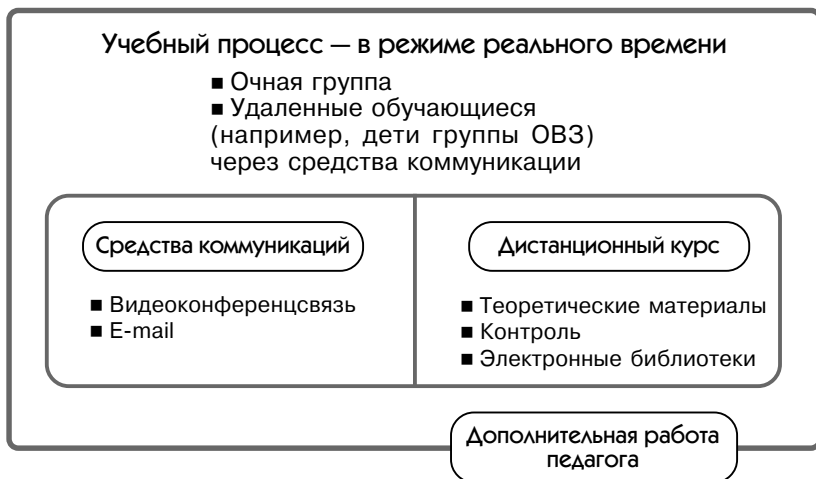 Учебный процесс — в режиме реального времени
■ Очная группа
■ Удаленные обучающиеся
(например, дети группы ОВЗ)
через средства коммуникации
Средства коммуникаций
■ Видеоконференцсвязь
■ E-mail
Дистанционный курс
■ Теоретические материалы
■ Контроль
■ Электронные библиотеки
Дополнительная работа
педагога